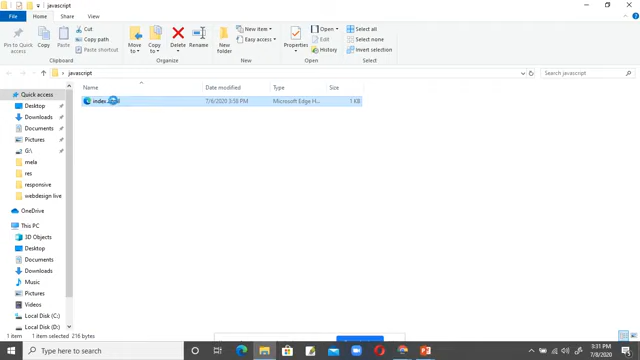 javascript
File Home Share View
Pin to Quick access
Copy
Paste
Cut
Copy path
Paste shortcut
Move to
Copy to
Delete
Rename
New folder
New item
Easy access
Properties
Open
Edit
History
Select all
Select none
Invert selection
Clipboard Organize New Open Select
javascript
Search javascript
Name Date modified Type Size
7/6/2020 3:58 PM Microsoft Edge H... 1 KB
Quick access
Desktop
Downloads
Documents
Pictures
G:\
mela
res
responsive
webdesign live
OneDrive
This PC
3D Objects
Desktop
Documents
Downloads
Music
Pictures
Videos
Local Disk (C:)
Local Disk (D:)
1 item 1 item selected 216 bytes
Type here to search
9:31 PM
7/8/2020